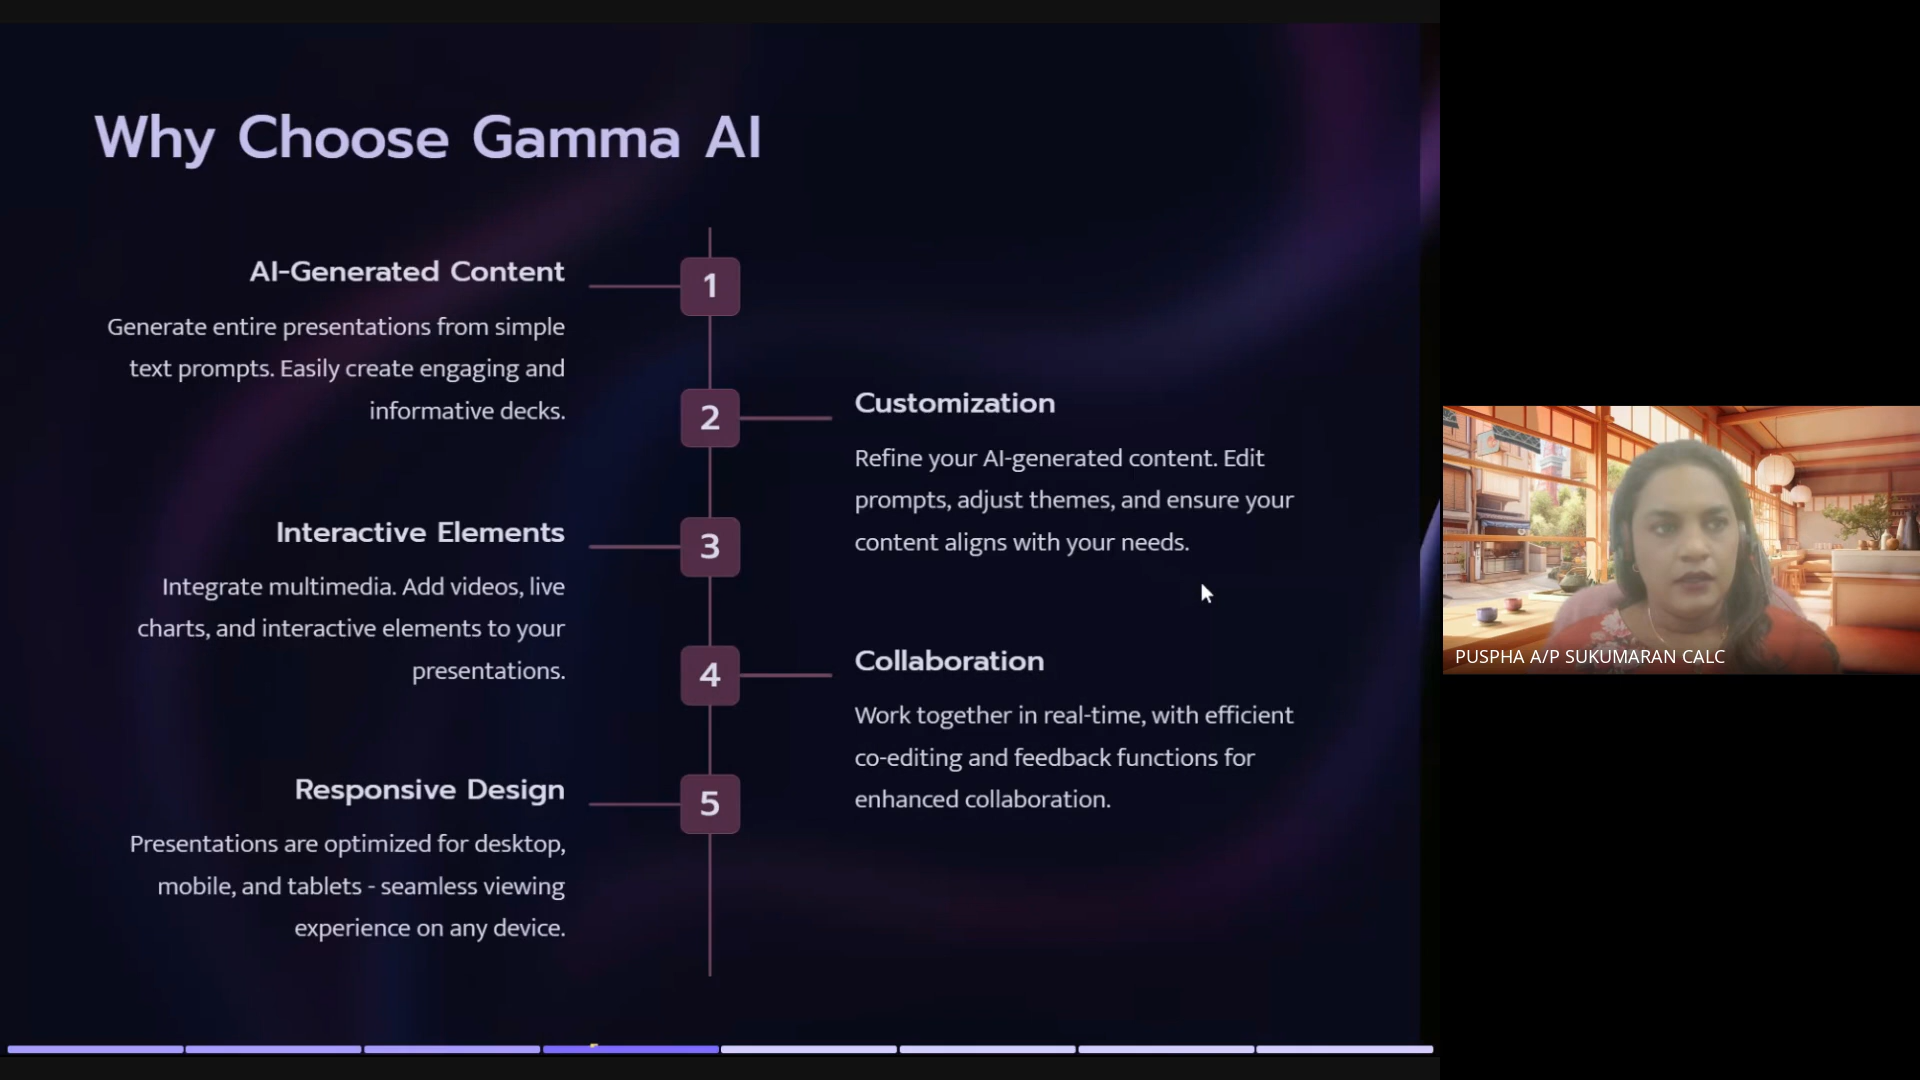 Why Choose Gamma AI
1
AI-Generated Content
Generate entire presentations from simple
text prompts. Easily create engaging and
informative decks.
2
Customization
Refine your AI-generated content. Edit
prompts, adjust themes, and ensure your
content aligns with your needs.
3
Interactive Elements
Integrate multimedia. Add videos, live
charts, and interactive elements to your
presentations.
4
Collaboration
Work together in real-time, with efficient
co-editing and feedback functions for
enhanced collaboration.
5
Responsive Design
Presentations are optimized for desktop,
mobile, and tablets - seamless viewing
experience on any device.
PUSPHA A/P SUKUMARAN CALC